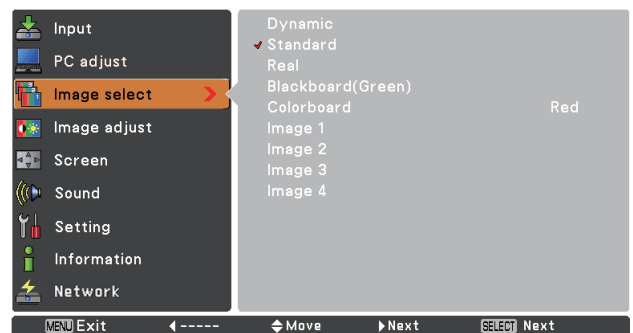 Input
PC adjust
Image select
Image adjust
Screen
Sound
Setting
Information
Network
Dynamic
Standard
Real
Blackboard(Green)
Colorboard Red
Image 1
Image 2
Image 3
Image 4
MENU Exit ----- Move Next SELECT Next